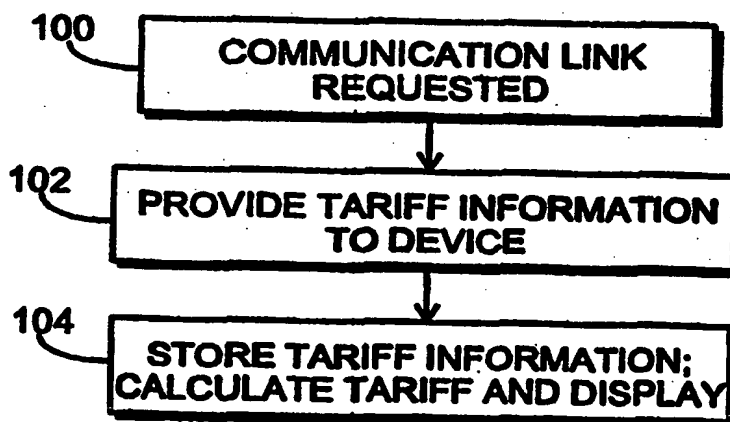 100
COMMUNICATION LINK
REQUESTED
102
PROVIDE TARIFF INFORMATION
TO DEVICE
104
STORE TARIFF INFORMATION;
CALCULATE TARIFF AND DISPLAY